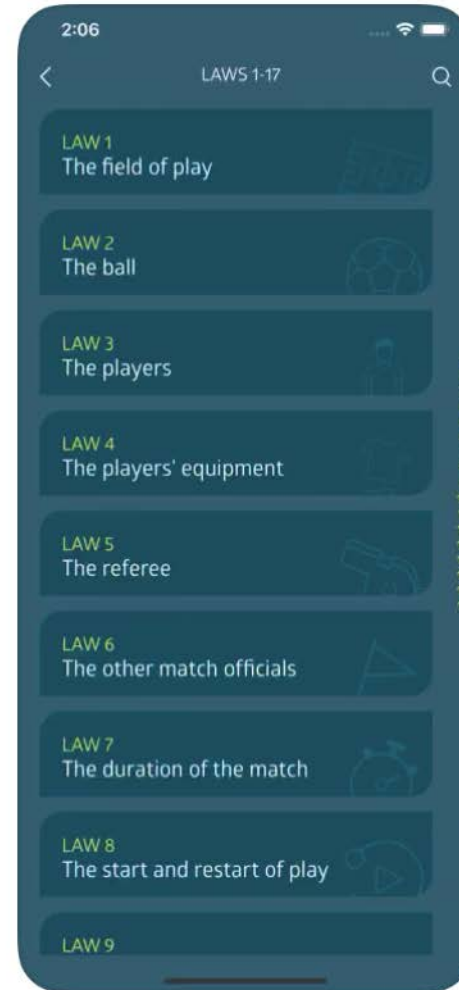 2:06
LAWS 1-17
LAW 1
The field of play
LAW 2
The ball
LAW 3
The players
LAW 4
The players' equipment
LAW 5
The referee
LAW 6
The other match officials
LAW 7
The duration of the match
LAW 8
The start and restart of play
LAW 9